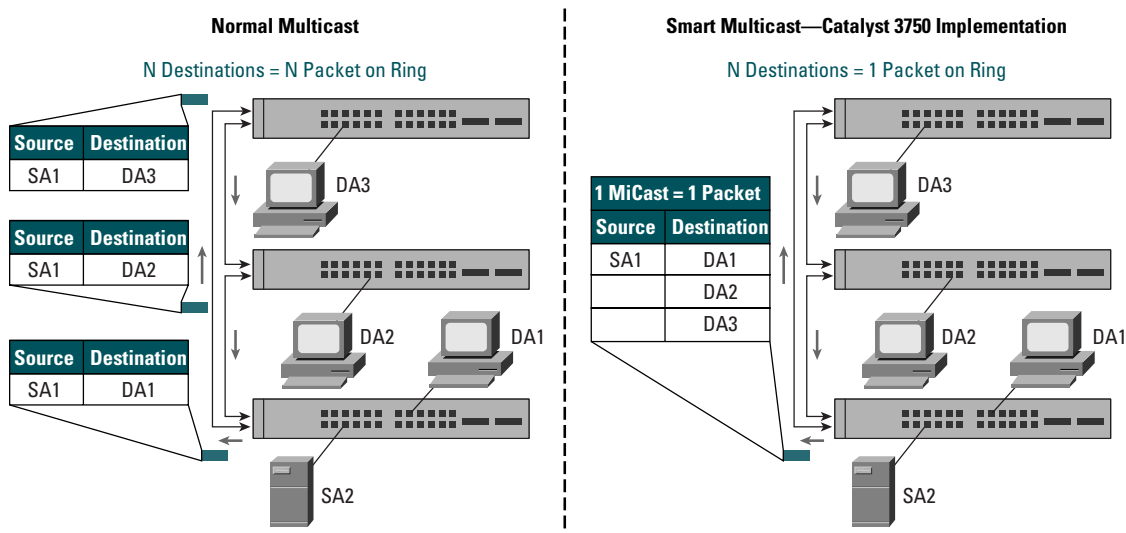 Normal Multicast
N Destinations = N Packet on Ring
Source Destination
SA1 DA3
DA3
Source Destination
SA1 DA2
DA2
DA1
Source Destination
SA1 DA1
SA2
Smart Multicast—Catalyst 3750 Implementation
N Destinations = 1 Packet on Ring
DA3
1 MiCast = 1 Packet
Source Destination
SA1 DA1
DA2
DA3
DA2
DA1
SA2